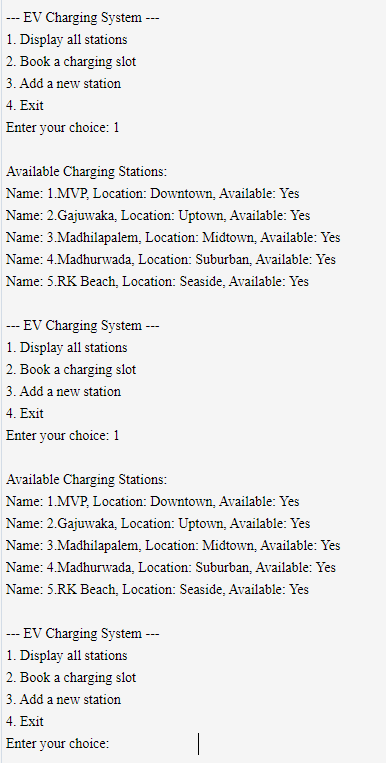 --- EV Charging System ---
1. Display all stations
2. Book a charging slot
3. Add a new station
4. Exit
Enter your choice: 1
Available Charging Stations:
Name: 1.MVP, Location: Downtown, Available: Yes
Name: 2.Gajuwaka, Location: Uptown, Available: Yes
Name: 3.Madhilapalem, Location: Midtown, Available: Yes
Name: 4.Madhurwada, Location: Suburban, Available: Yes
Name: 5.RK Beach, Location: Seaside, Available: Yes
--- EV Charging System ---
1. Display all stations
2. Book a charging slot
3. Add a new station
4. Exit
Enter your choice: 1
Available Charging Stations:
Name: 1.MVP, Location: Downtown, Available: Yes
Name: 2.Gajuwaka, Location: Uptown, Available: Yes
Name: 3.Madhilapalem, Location: Midtown, Available: Yes
Name: 4.Madhurwada, Location: Suburban, Available: Yes
Name: 5.RK Beach, Location: Seaside, Available: Yes
--- EV Charging System ---
1. Display all stations
2. Book a charging slot
3. Add a new station
4. Exit
Enter your choice: